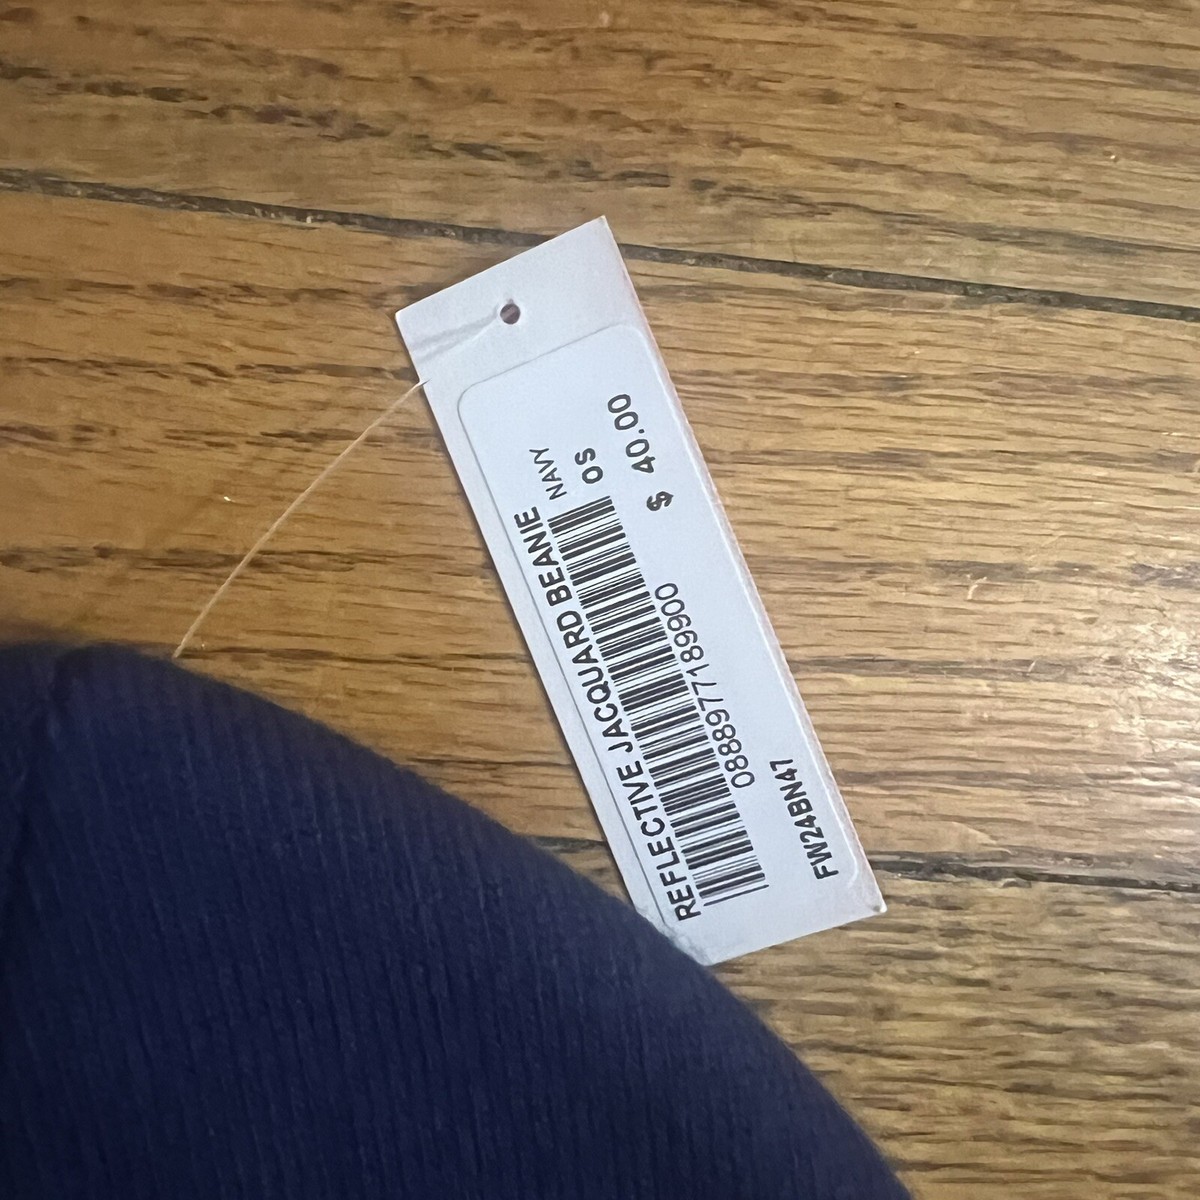 REFLECTIVE JACQUARD BEANIE
NAVY
OS
0888977189900
$ 40.00
FW24BN47